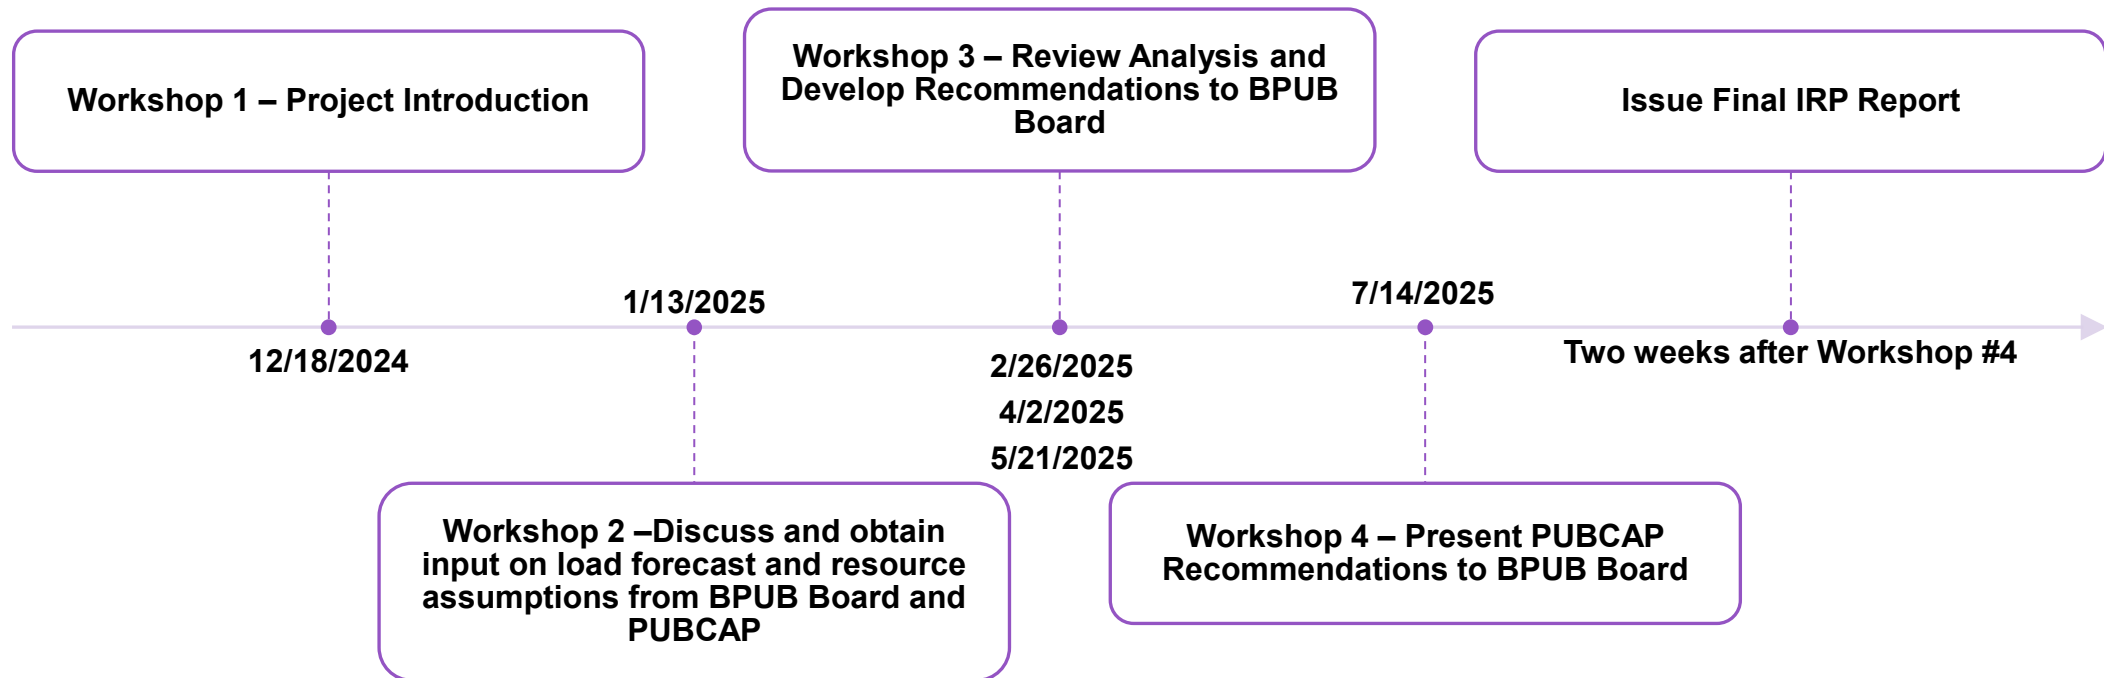 Workshop 1 – Project Introduction
12/18/2024
1/13/2025
Workshop 2 –Discuss and obtain
input on load forecast and resource
assumptions from BPUB Board and
PUBCAP
Workshop 3 – Review Analysis and
Develop Recommendations to BPUB
Board
2/26/2025
4/2/2025
5/21/2025
7/14/2025
Workshop 4 – Present PUBCAP
Recommendations to BPUB Board
Issue Final IRP Report
Two weeks after Workshop #4